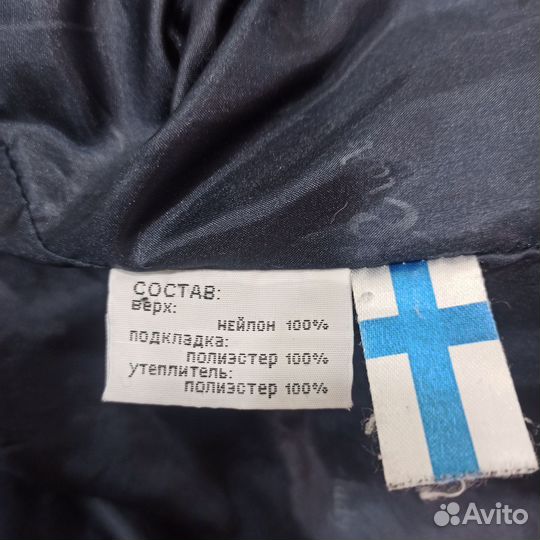 СОСТАВ:
верх:
нейлон 100%
подкладка:
полиэстер 100%
утеплитель:
полиэстер 100%
Avito